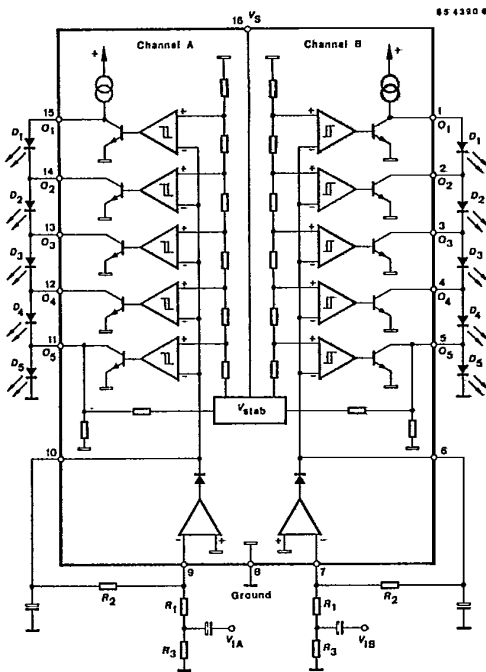 85 4390 6
16 V_S
Channel A
Channel B
15
O_1
1
O_1
D_1
D_1
14
O_2
2
O_2
D_2
D_2
13
O_3
3
O_3
D_3
D_3
12
O_4
4
O_4
D_4
D_4
11
O_5
5
O_5
D_5
D_5
V_stab
10
6
9
8
7
Ground
R_2
R_1
R_1
R_2
V_IA
V_IB
R_3
R_3
+
+
+
-
+
-
+
-
+
-
+
-
+
-
+
-
+
-
+
-
+
-
-
+
+
-